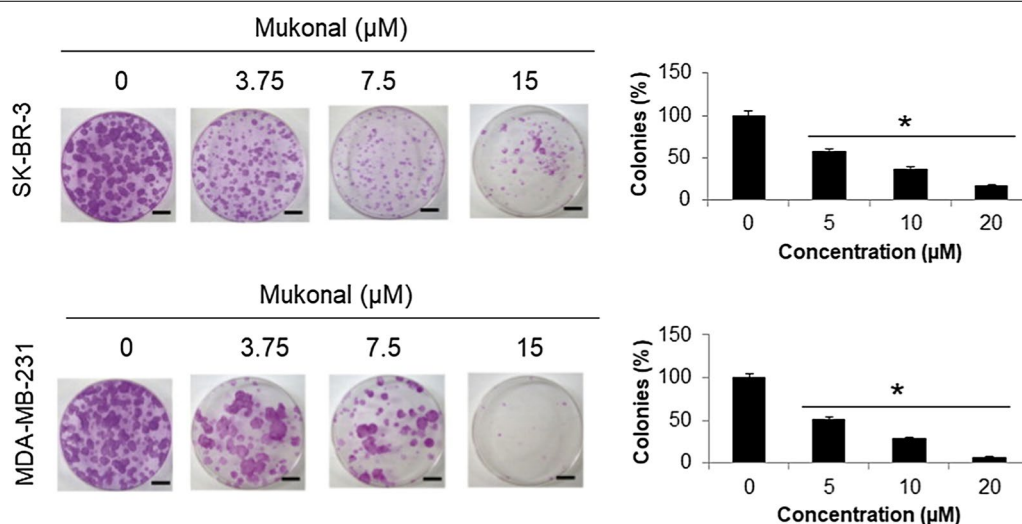 Mukonal (μM)
0 3.75 7.5 15
SK-BR-3
Colonies (%)
150
100
50
0
*
0 5 10 20
Concentration (μM)
Mukonal (μM)
0 3.75 7.5 15
MDA-MB-231
Colonies (%)
150
100
50
0
*
0 5 10 20
Concentration (μM)